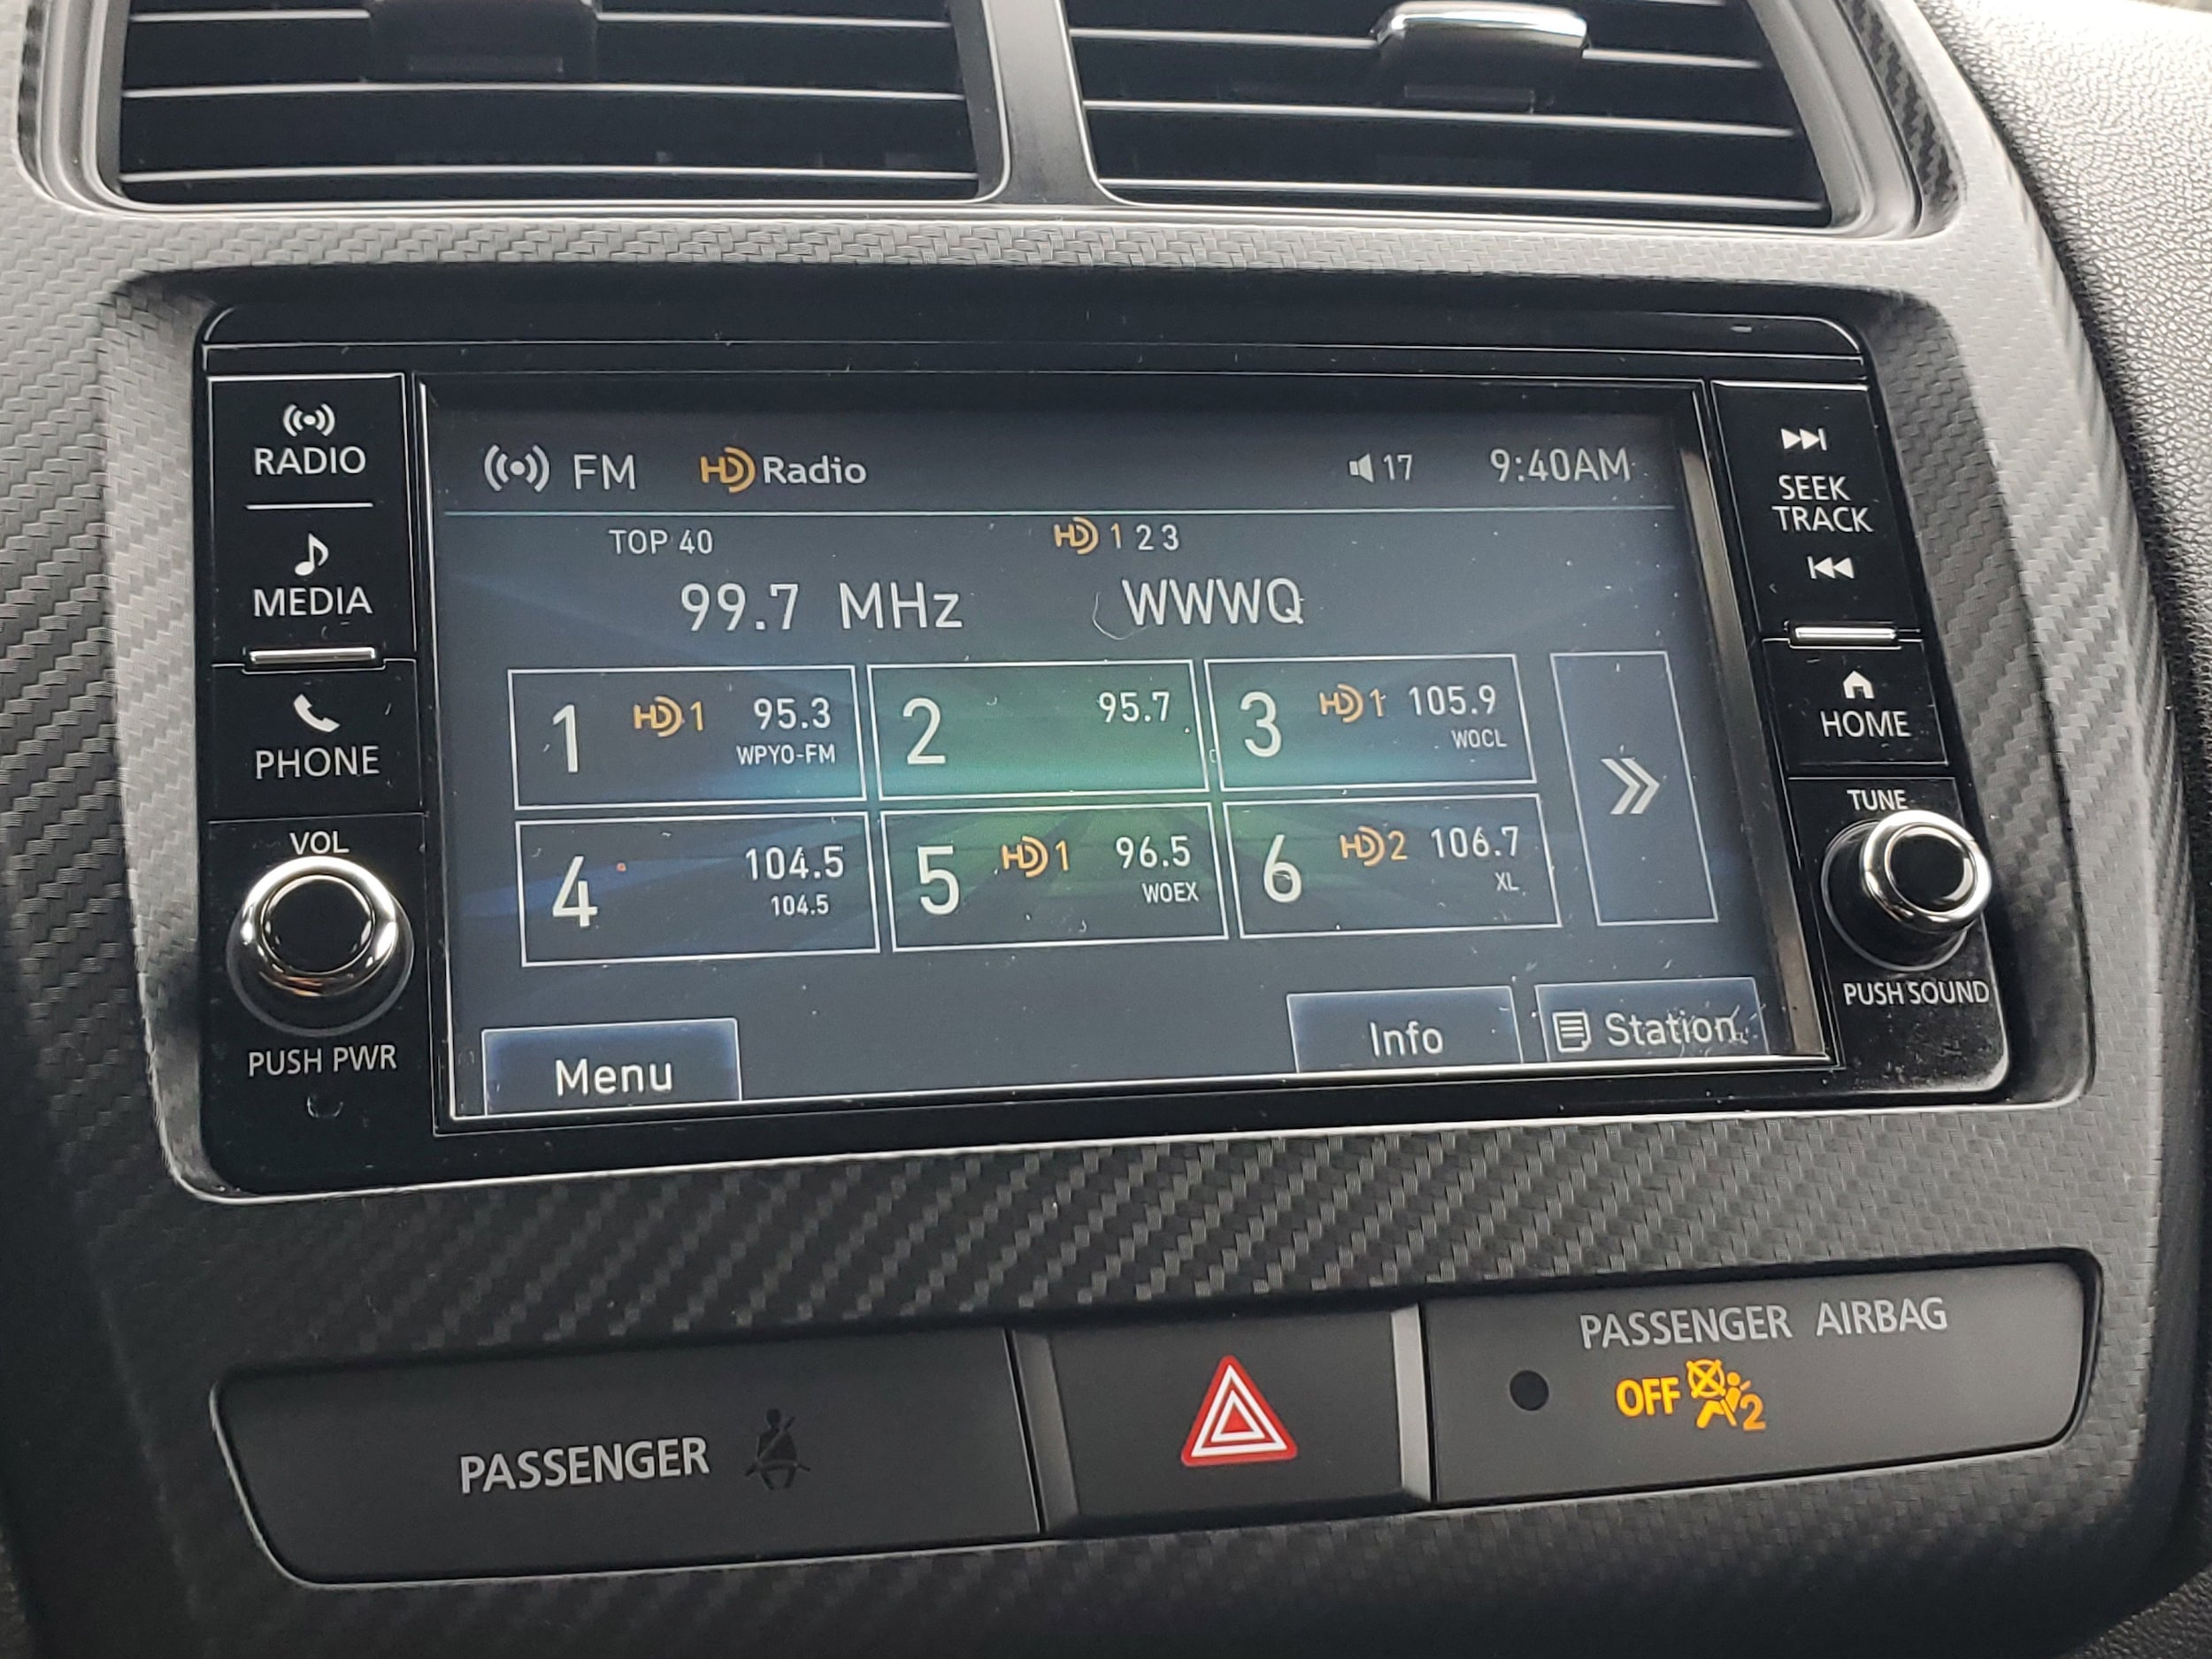 RADIO
MEDIA
PHONE
VOL
PUSH PWR
FM HD Radio 17 9:40AM
TOP 40 HD 1 2 3
99.7 MHz WWWQ
1 HD 1 95.3
WPYO-FM
2 95.7
3 HD 1 105.9
WOCL
4 104.5
104.5
5 HD 1 96.5
WOEX
6 HD 2 106.7
XL
Menu
Info
Station
SEEK
TRACK
HOME
TUNE
PUSH SOUND
PASSENGER
PASSENGER AIRBAG
OFF 2